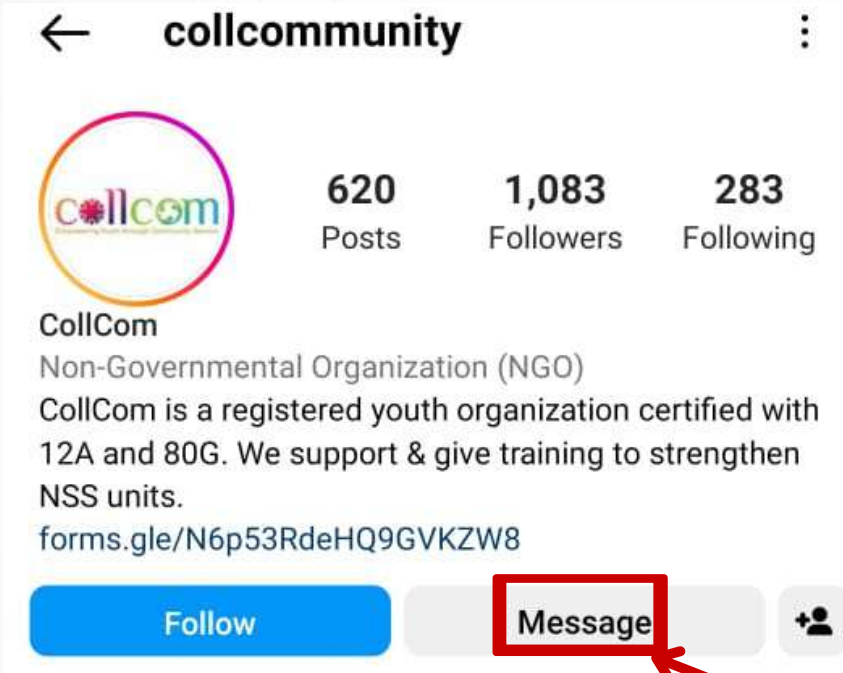 collcommunity
collcom
620 1,083 283
Posts Followers Following
CollCom
Non-Governmental Organization (NGO)
CollCom is a registered youth organization certified with
12A and 80G. We support & give training to strengthen
NSS units.
forms.gle/N6p53RdeHQ9GVKZW8
Follow Message